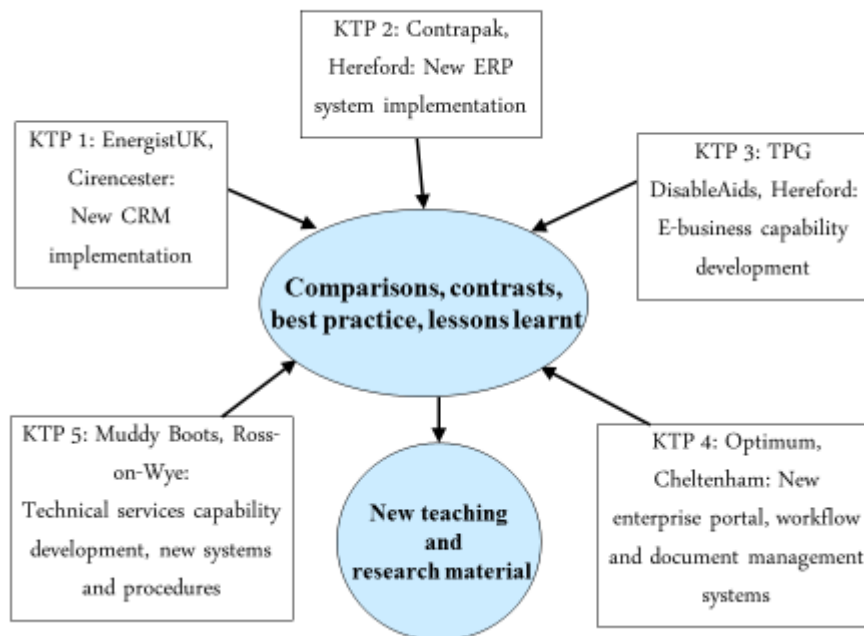 KTP 2: Contrapak,
Hereford: New ERP
system implementation
KTP 1: EnergistUK,
Cirencester:
New CRM
implementation
KTP 3: TPG
DisableAids, Hereford:
E-business capability
development
Comparisons, contrasts,
best practice, lessons learnt
KTP 5: Muddy Boots, Ross-
on-Wye:
Technical services capability
development, new systems
and procedures
New teaching
and
research material
KTP 4: Optimum,
Cheltenham: New
enterprise portal, workflow
and document management
systems